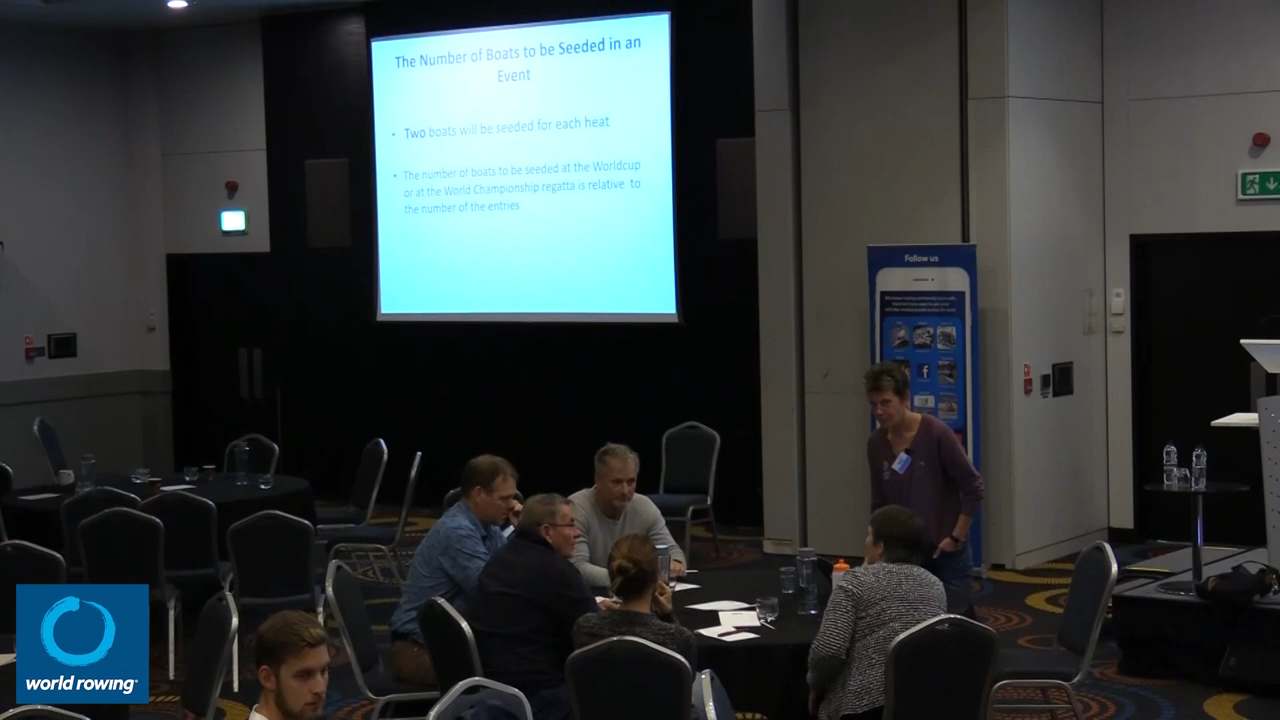 The Number of Boats to be Seeded in an
Event
• Two boats will be seeded for each heat
• The number of boats to be seeded at the Worldcup
or at the World Championship regatta is relative to
the number of the entries
Follow us
f
world rowing